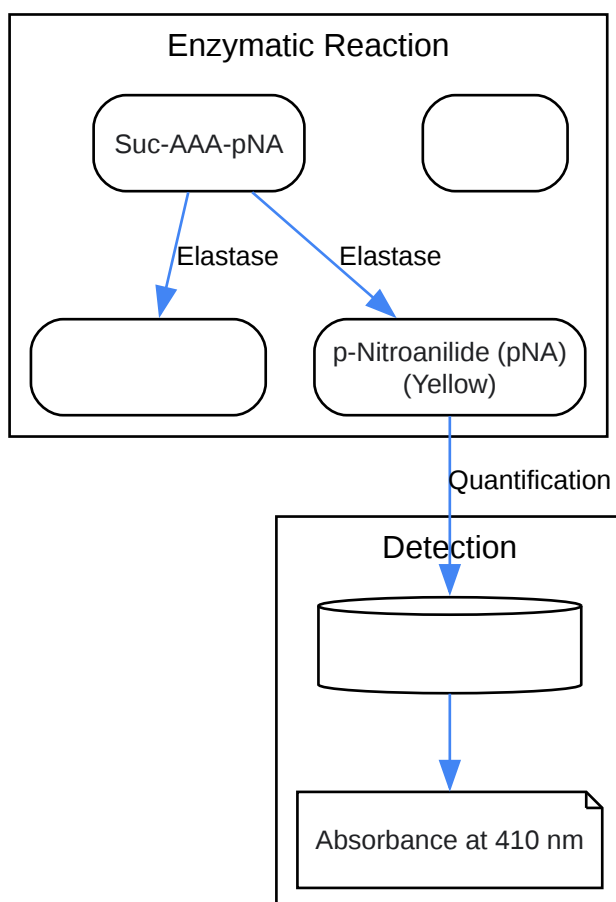 Enzymatic Reaction
Suc-AAA-pNA
Elastase
Elastase
p-Nitroanilide (pNA)
(Yellow)
Quantification
Detection
Absorbance at 410 nm